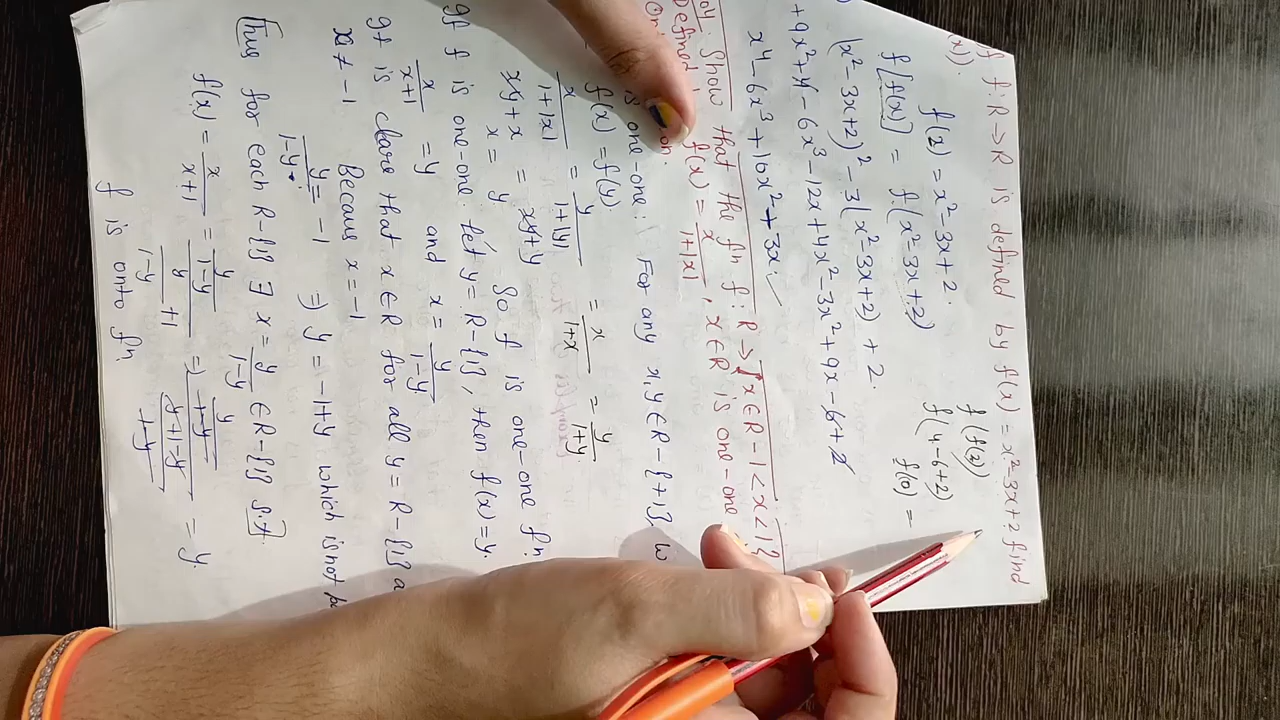 f f: R → R is defined by f(x) = x²-3x+2 find
(x)).
f(x) = x²-3x+2.
f(f(x))
f[f(x)] = f(x²-3x+2)
f(4-6+2)
(x²-3x+2)² - 3(x²-3x+2) + 2.
f(0) =
+9x²+4 - 6x³-12x+4x²-3x²+9x-6+2
x⁴-6x³+10x²+3x
Show that the fn f: R → {x∈R -1<x<1}
Defined f(x) = x/1+|x| , x∈R is one-one
on.
is one-one: For any x,y∈R-{+1}, w
f(x) = f(y)
x/1+|x| = y/1+|y| = x/1+x = y/1+y
xy+x = xy+y
x = y So f is one-one fn.
If f is one-one. let y=R-{1}, then f(x)=y.
x/x+1 = y and x = y/1-y
It is clare that x∈R for all y=R-{1} a
x≠-1 Becaus x=-1
y/1-y = -1 ⇒ y = -1+y which is not
Thus for each R-{1} ∃ x = y/1-y ∈ R-{1} s.t
f(x) = x/x+1 = y/1-y / y/1-y + 1 = y/1-y / y+1-y/1-y = y.
f is onto fn